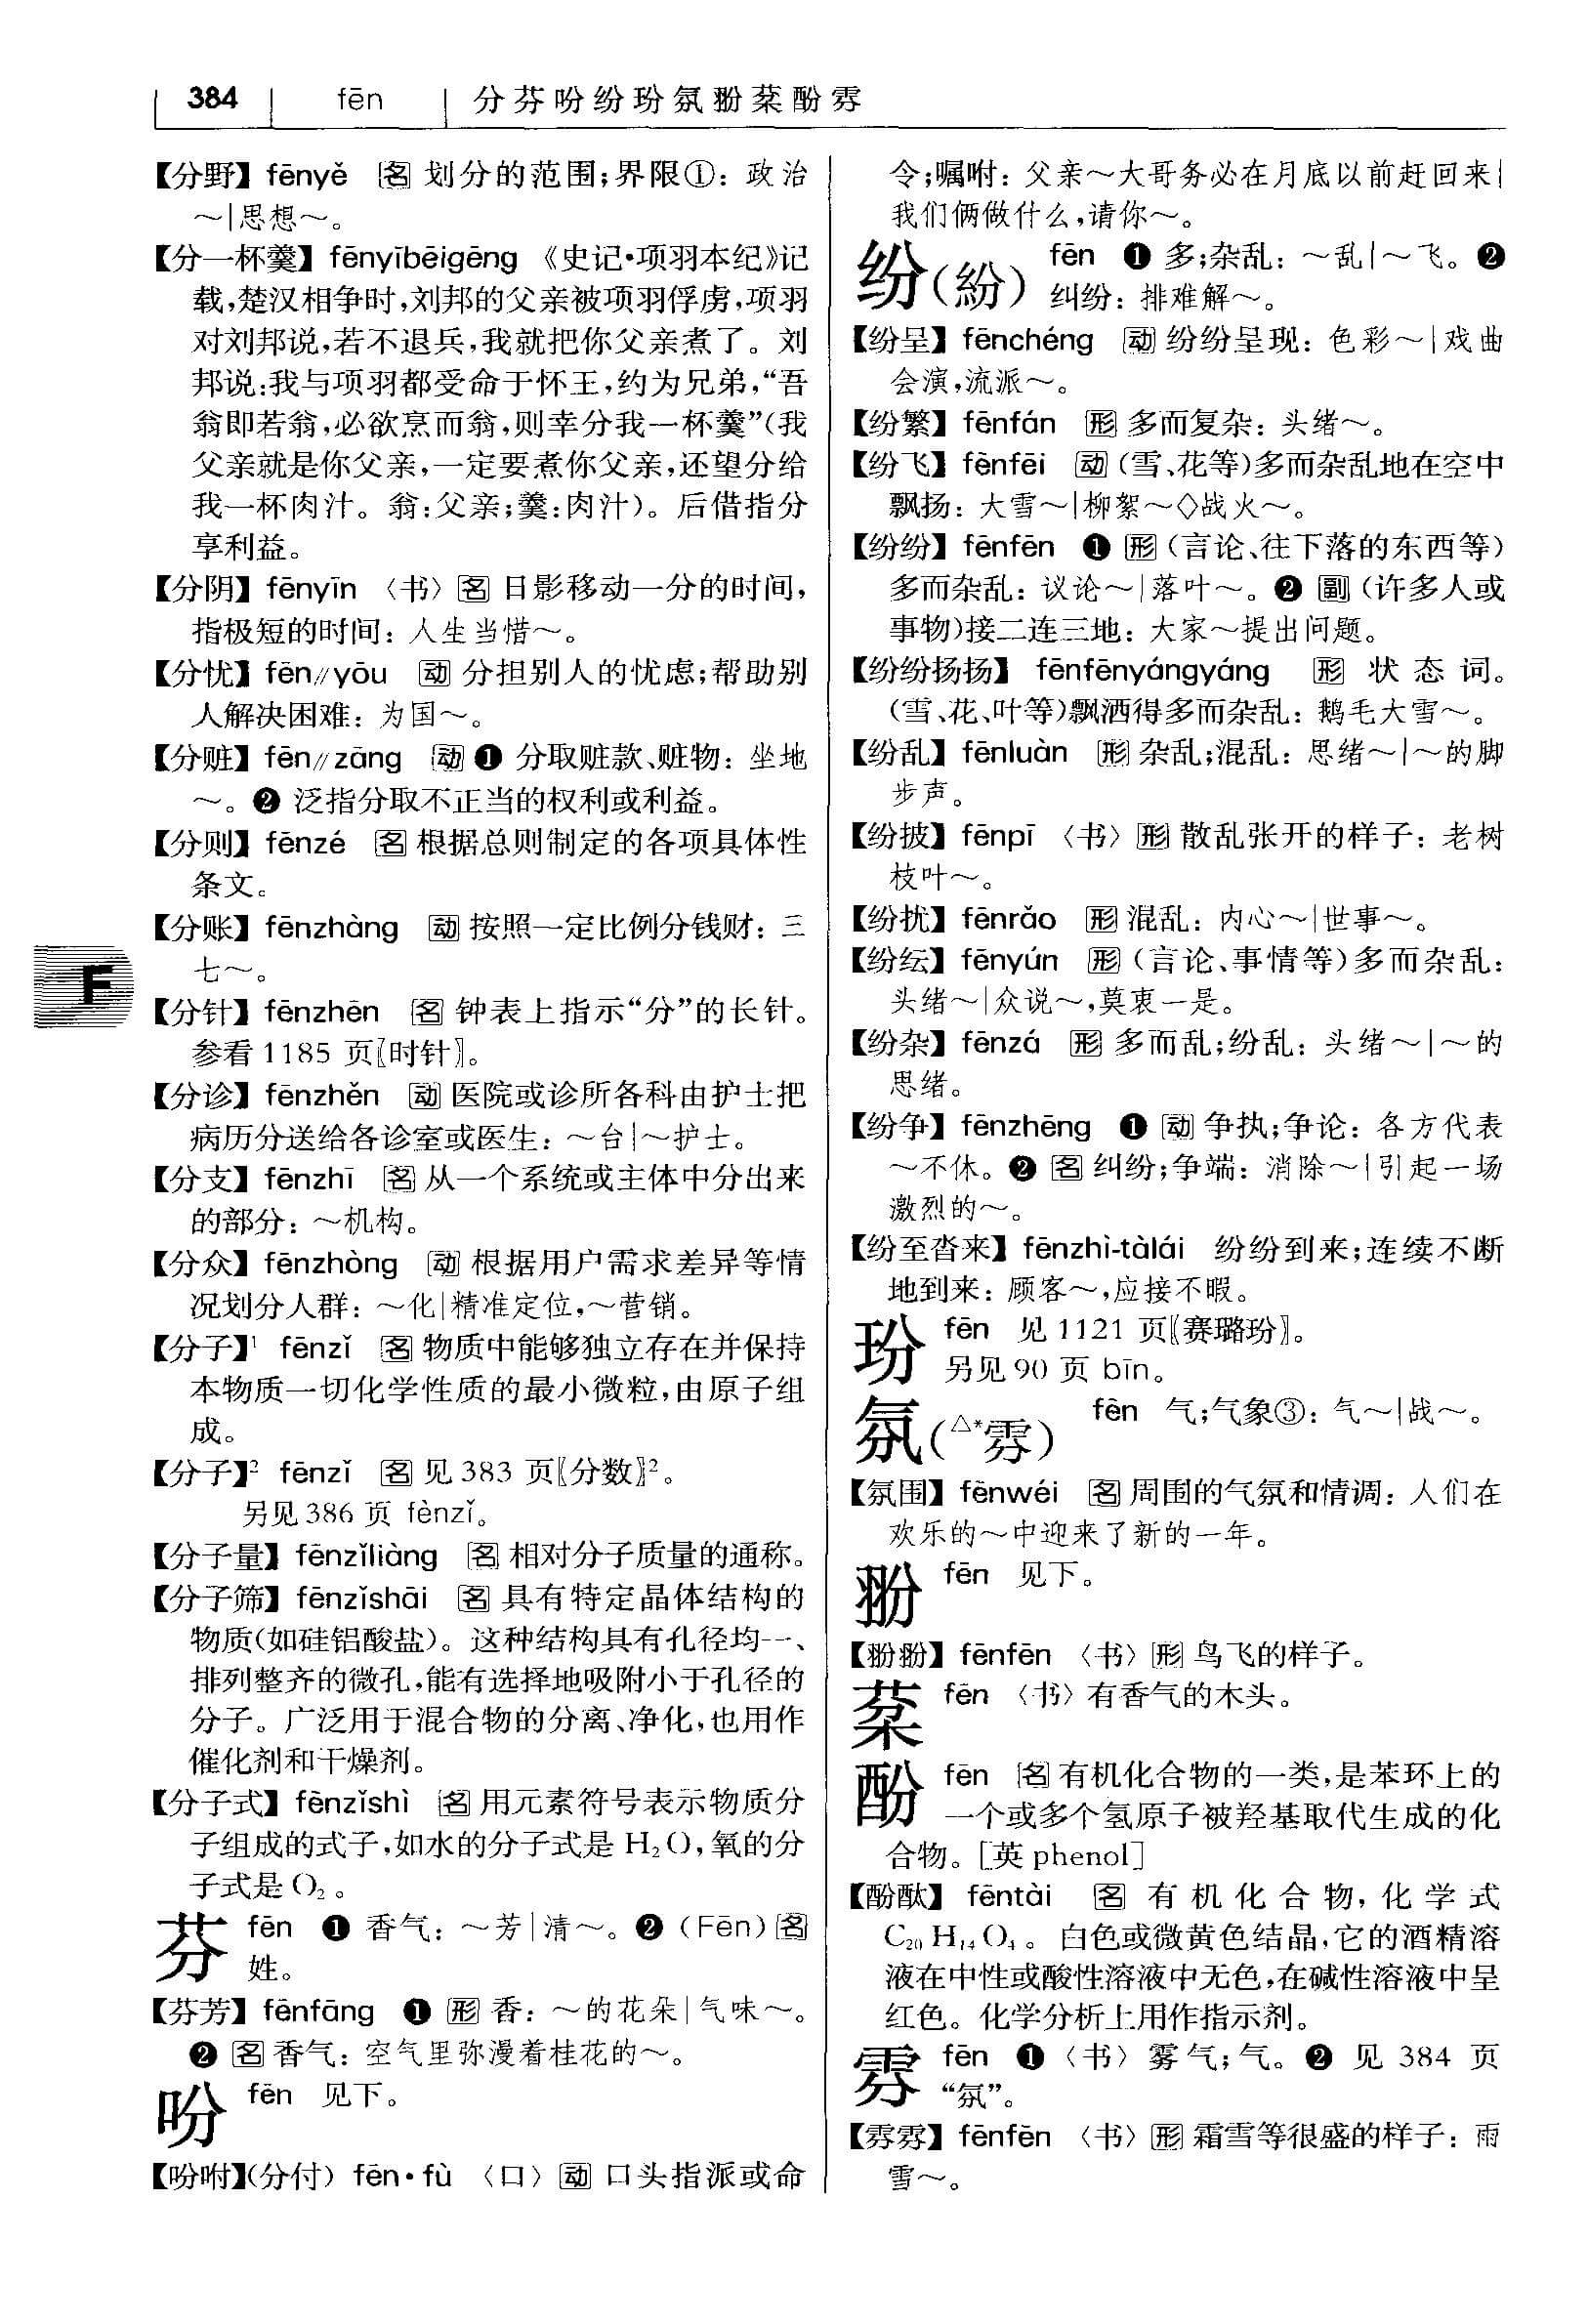 384 fēn 分芬吩纷玢氛翂棻酚雰
【分野】 fēnyě 名 划分的范围;界限①: 政治
～|思想～。
【分一杯羹】 fēnyībēigēng 《史记·项羽本纪》记
载,楚汉相争时,刘邦的父亲被项羽俘虏,项羽
对刘邦说,若不退兵,我就把你父亲煮了。刘
邦说:我与项羽都受命于怀王,约为兄弟,“吾
翁即若翁,必欲烹而翁,则幸分我一杯羹”(我
父亲就是你父亲,一定要煮你父亲,还望分给
我一杯肉汁。翁:父亲;羹:肉汁)。后借指分
享利益。
【分阴】 fēnyīn 〈书〉 名 日影移动一分的时间,
指极短的时间: 人生当惜～。
【分忧】 fēn//yōu 动 分担别人的忧虑;帮助别
人解决困难: 为国～。
【分赃】 fēn//zāng 动 ❶ 分取赃款、赃物: 坐地
～。❷ 泛指分取不正当的权利或利益。
【分则】 fēnzé 名 根据总则制定的各项具体性
条文。
【分账】 fēnzhàng 动 按照一定比例分钱财: 三
七～。
F
【分针】 fēnzhēn 名 钟表上指示“分”的长针。
参看 1185 页〖时针〗。
【分诊】 fēnzhěn 动 医院或诊所各科由护士把
病历分送给各诊室或医生: ～台|～护士。
【分支】 fēnzhī 名 从一个系统或主体中分出来
的部分: ～机构。
【分众】 fēnzhòng 动 根据用户需求差异等情
况划分人群: ～化|精准定位,～营销。
【分子】¹ fēnzǐ 名 物质中能够独立存在并保持
本物质一切化学性质的最小微粒,由原子组
成。
【分子】² fēnzǐ 名 见 383 页〖分数〗²。
另见 386 页 fènzǐ。
【分子量】 fēnzǐliàng 名 相对分子质量的通称。
【分子筛】 fēnzǐshāi 名 具有特定晶体结构的
物质(如硅铝酸盐)。这种结构具有孔径均一、
排列整齐的微孔,能有选择地吸附小于孔径的
分子。广泛用于混合物的分离、净化,也用作
催化剂和干燥剂。
【分子式】 fēnzǐshì 名 用元素符号表示物质分
子组成的式子,如水的分子式是 H₂O,氧的分
子式是 O₂。
芬 fēn ❶ 香气: ～芳|清～。❷ (Fēn) 名
姓。
【芬芳】 fēnfāng ❶ 形 香: ～的花朵|气味～。
❷ 名 香气: 空气里弥漫着桂花的～。
吩 fēn 见下。
【吩咐】(分付) fēn·fù 〈口〉 动 口头指派或命
令;嘱咐: 父亲～大哥务必在月底以前赶回来|
我们俩做什么,请你～。
纷(紛) fēn ❶ 多;杂乱: ～乱|～飞。❷
纠纷: 排难解～。
【纷呈】 fēnchéng 动 纷纷呈现: 色彩～|戏曲
会演,流派～。
【纷繁】 fēnfán 形 多而复杂: 头绪～。
【纷飞】 fēnfēi 动 (雪、花等)多而杂乱地在空中
飘扬: 大雪～|柳絮～◇战火～。
【纷纷】 fēnfēn ❶ 形 (言论、往下落的东西等)
多而杂乱: 议论～|落叶～。❷ 副 (许多人或
事物)接二连三地: 大家～提出问题。
【纷纷扬扬】 fēnfēnyángyáng 形 状态词。
(雪、花、叶等)飘洒得多而杂乱: 鹅毛大雪～。
【纷乱】 fēnluàn 形 杂乱;混乱: 思绪～|～的脚
步声。
【纷披】 fēnpī 〈书〉 形 散乱张开的样子: 老树
枝叶～。
【纷扰】 fēnrǎo 形 混乱: 内心～|世事～。
【纷纭】 fēnyún 形 (言论、事情等)多而杂乱:
头绪～|众说～,莫衷一是。
【纷杂】 fēnzá 形 多而乱;纷乱: 头绪～|～的
思绪。
【纷争】 fēnzhēng ❶ 动 争执;争论: 各方代表
～不休。❷ 名 纠纷;争端: 消除～|引起一场
激烈的～。
【纷至沓来】 fēnzhì-tàlái 纷纷到来;连续不断
地到来: 顾客～,应接不暇。
玢 fēn 见 1121 页〖赛璐玢〗。
另见 90 页 bīn。
氛(△*雰) fēn 气;气象③: 气～|战～。
【氛围】 fēnwéi 名 周围的气氛和情调: 人们在
欢乐的～中迎来了新的一年。
翂 fēn 见下。
【翂翂】 fēnfēn 〈书〉 形 鸟飞的样子。
棻 fēn 〈书〉 有香气的木头。
酚 fēn 名 有机化合物的一类,是苯环上的
一个或多个氢原子被羟基取代生成的化
合物。[英 phenol]
【酚酞】 fēntài 名 有机化合物,化学式
C₂₀H₁₄O₄。白色或微黄色结晶,它的酒精溶
液在中性或酸性溶液中无色,在碱性溶液中呈
红色。化学分析上用作指示剂。
雰 fēn ❶ 〈书〉 雾气;气。❷ 见 384 页
“氛”。
【雰雰】 fēnfēn 〈书〉 形 霜雪等很盛的样子: 雨
雪～。